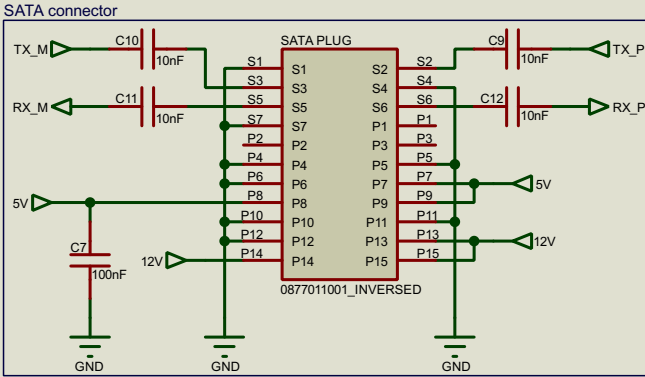 SATA connector
TX_M
C10
10nF
SATA PLUG
C9
10nF
TX_P
RX_M
C11
10nF
C12
10nF
RX_P
S1 S1 S2 S2
S3 S3 S4 S4
S5 S5 S6 S6
S7 S7 P1 P1
P2 P2 P3 P3
P4 P4 P5 P5
P6 P6 P7 P7
P8 P8 P9 P9
P10 P10 P11 P11
P12 P12 P13 P13
P14 P14 P15 P15
5V
5V
12V
12V
C7
100nF
0877011001_INVERSED
GND
GND
GND